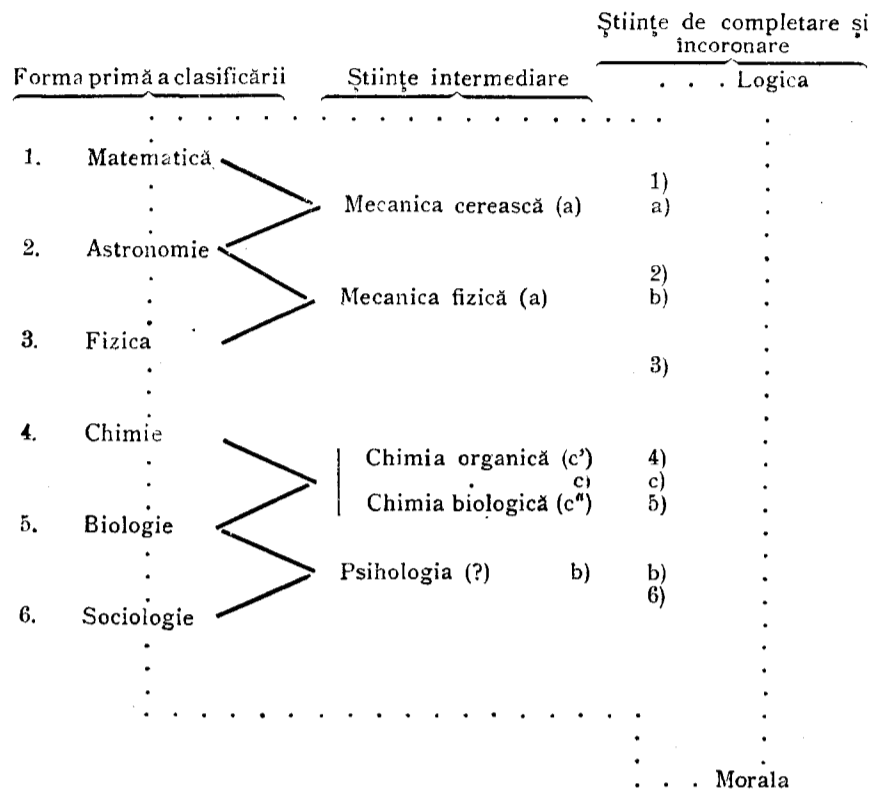 Științe de completare și
încoronare
Forma primă a clasificării Științe intermediare . . . Logica
1. Matematică
1)
Mecanica cerească (a) a)
2. Astronomie
2)
Mecanica fizică (a) b)
3. Fizica
3)
4. Chimie
Chimia organică (c') 4)
c) c)
Chimia biologică (c") 5)
5. Biologie
Psihologia (?) b) b)
6)
6. Sociologie
. . . Morala